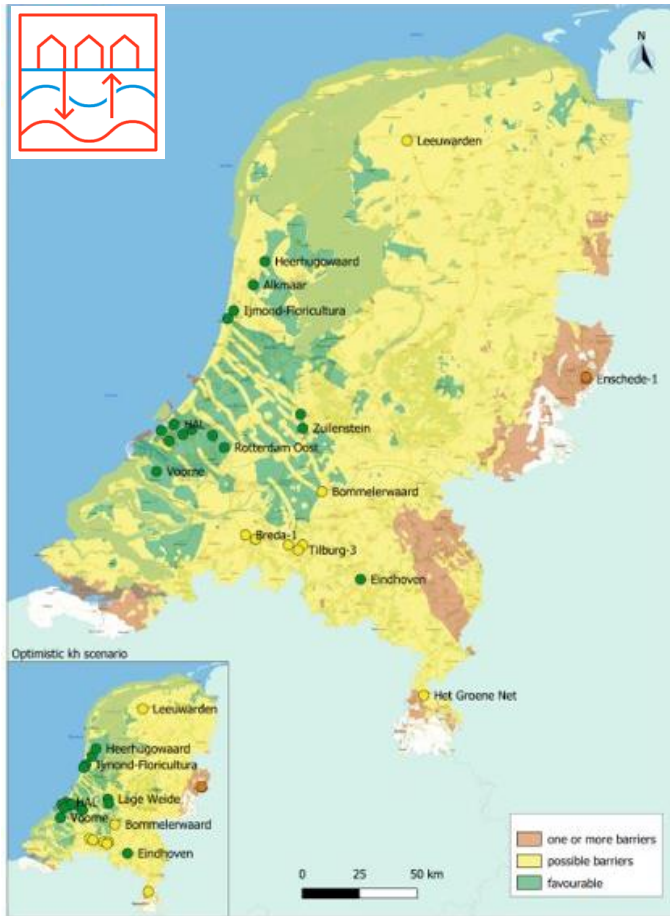 N
Leeuwarden
Heerhugowaard
Alkmaar
Ijmond-Floricultura
Enschede-1
HAL
Zuilenstein
Rotterdam Oost
Voorne
Bommelerwaard
Breda-1
Tilburg-3
Eindhoven
Het Groene Net
Optimistic kh scenario
Leeuwarden
Heerhugowaard
Ijmond-Floricultura
HAL
Lage Weide
Voorne
Bommelerwaard
Eindhoven
one or more barriers
possible barriers
favourable
0 25 50 km